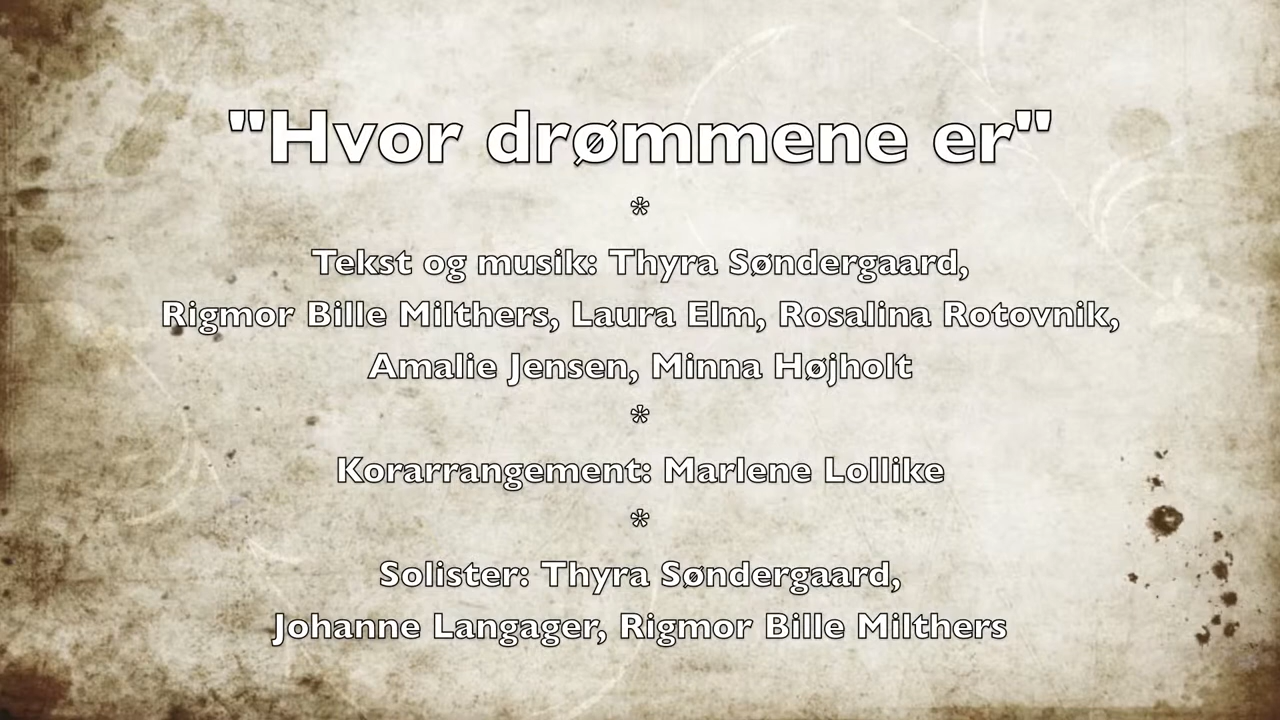 "Hvor drømmene er"
*
Tekst og musik: Thyra Søndergaard,
Rigmor Bille Milthers, Laura Elm, Rosalina Rotovnik,
Amalie Jensen, Minna Højholt
*
Korarrangement: Marlene Lollike
*
Solister: Thyra Søndergaard,
Johanne Langager, Rigmor Bille Milthers